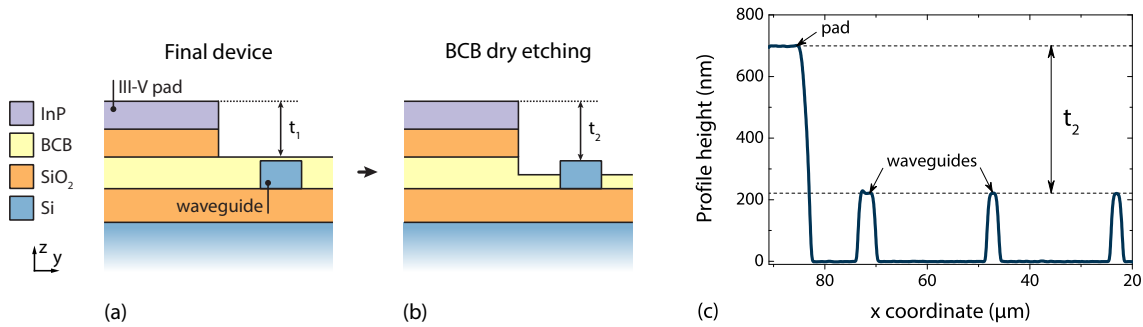 Final device
III-V pad
InP
BCB
SiO2
Si
t1
waveguide
z
y
(a)
BCB dry etching
t2
(b)
800
700
600
400
200
0
Profile height (nm)
pad
t2
waveguides
80
60
40
20
x coordinate (μm)
(c)